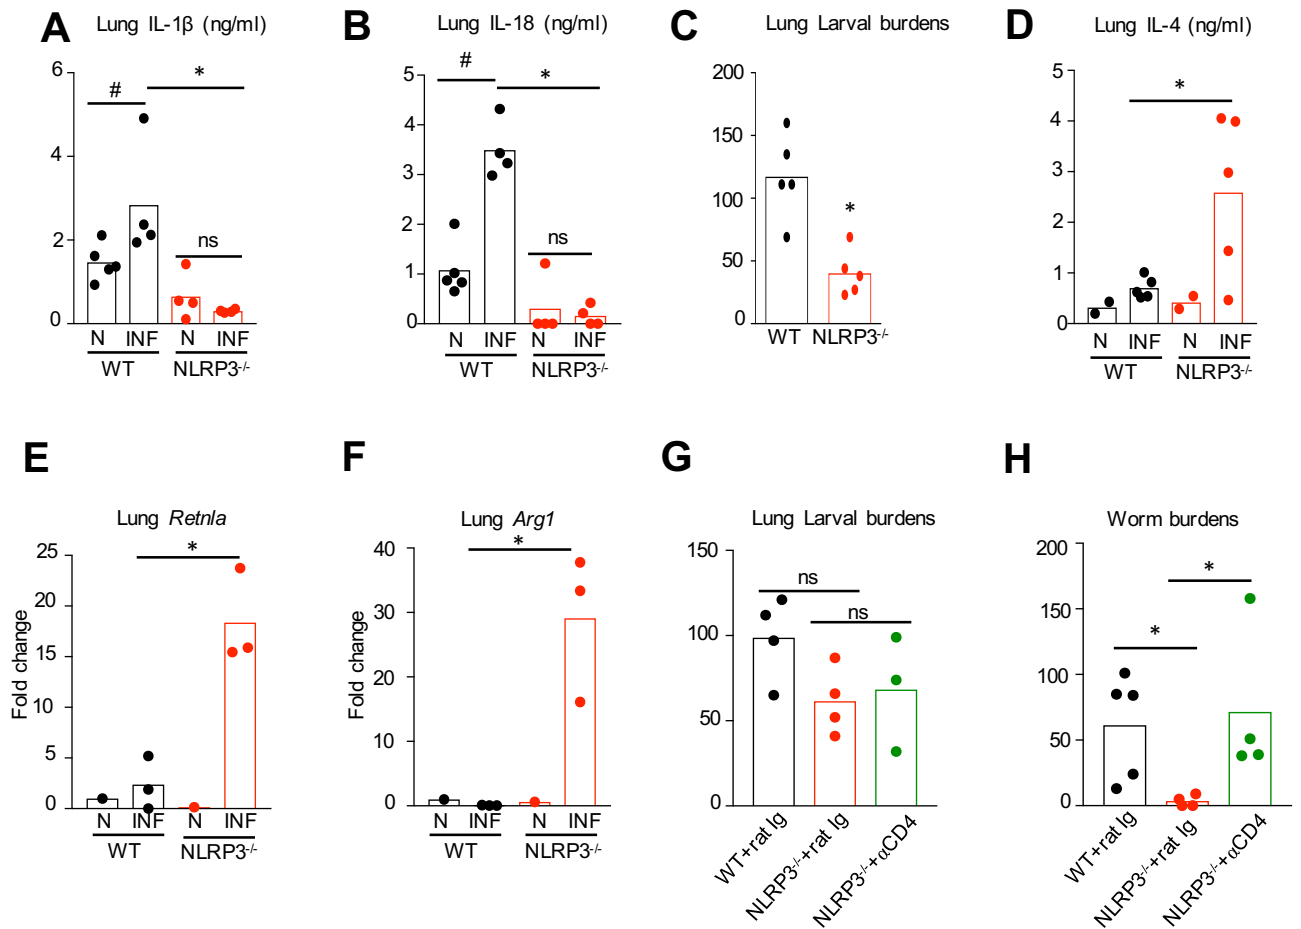 A Lung IL-1β (ng/ml)
6
4
2
0
#
*
ns
N INF N INF
WT NLRP3-/-
B Lung IL-18 (ng/ml)
5
4
3
2
1
0
#
*
ns
N INF N INF
WT NLRP3-/-
C Lung Larval burdens
200
150
100
50
0
*
WT NLRP3-/-
D Lung IL-4 (ng/ml)
5
4
3
2
1
0
*
N INF N INF
WT NLRP3-/-
E
Lung Retnla
Fold change
25
20
15
10
5
0
*
N INF N INF
WT NLRP3-/-
F
Lung Arg1
Fold change
40
30
20
10
0
*
N INF N INF
WT NLRP3-/-
G
Lung Larval burdens
150
100
50
0
ns
ns
WT+rat Ig
NLRP3-/-+rat Ig
NLRP3-/-+αCD4
H
Worm burdens
200
150
100
50
0
*
*
WT+rat Ig
NLRP3-/-+rat Ig
NLRP3-/-+αCD4